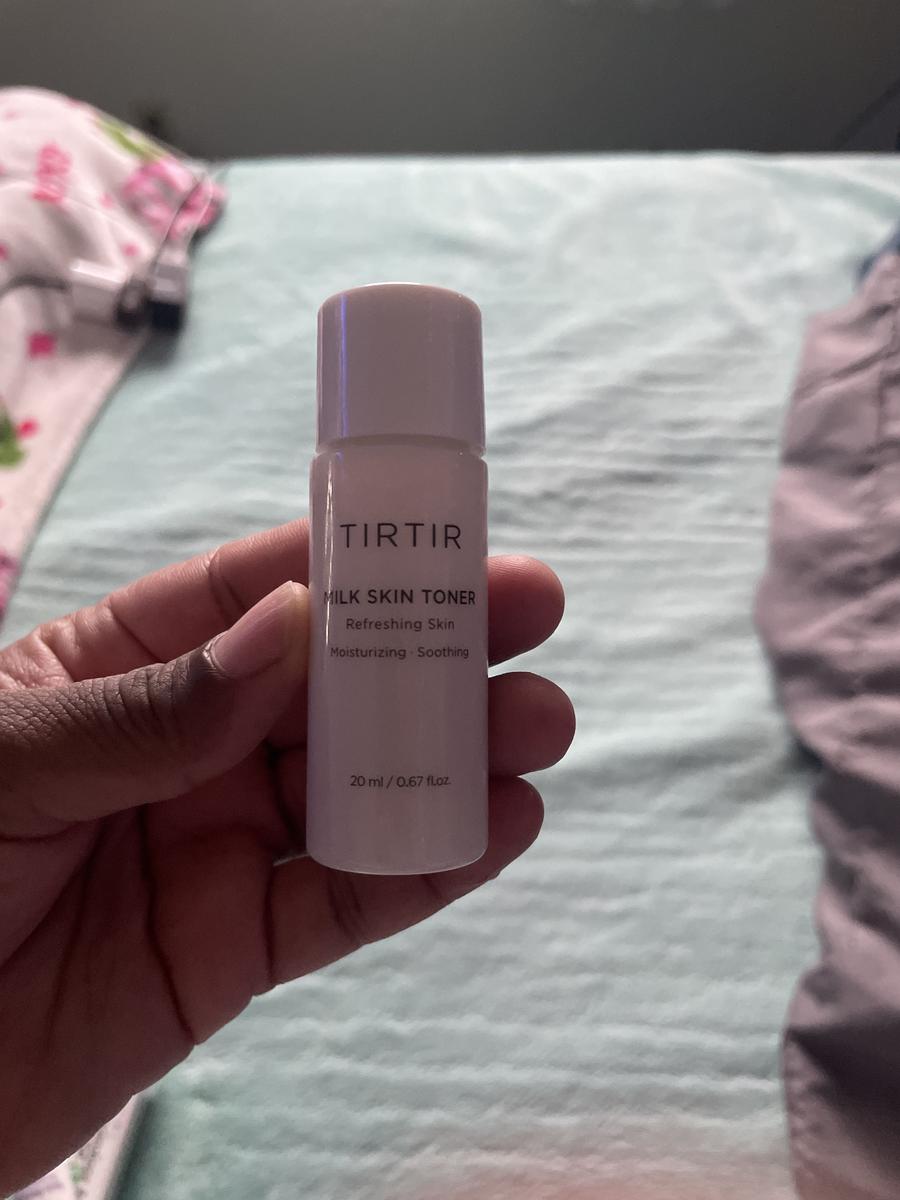 TIRTIR
MILK SKIN TONER
Refreshing Skin
Moisturizing · Soothing
20 ml / 0.67 fl.oz.